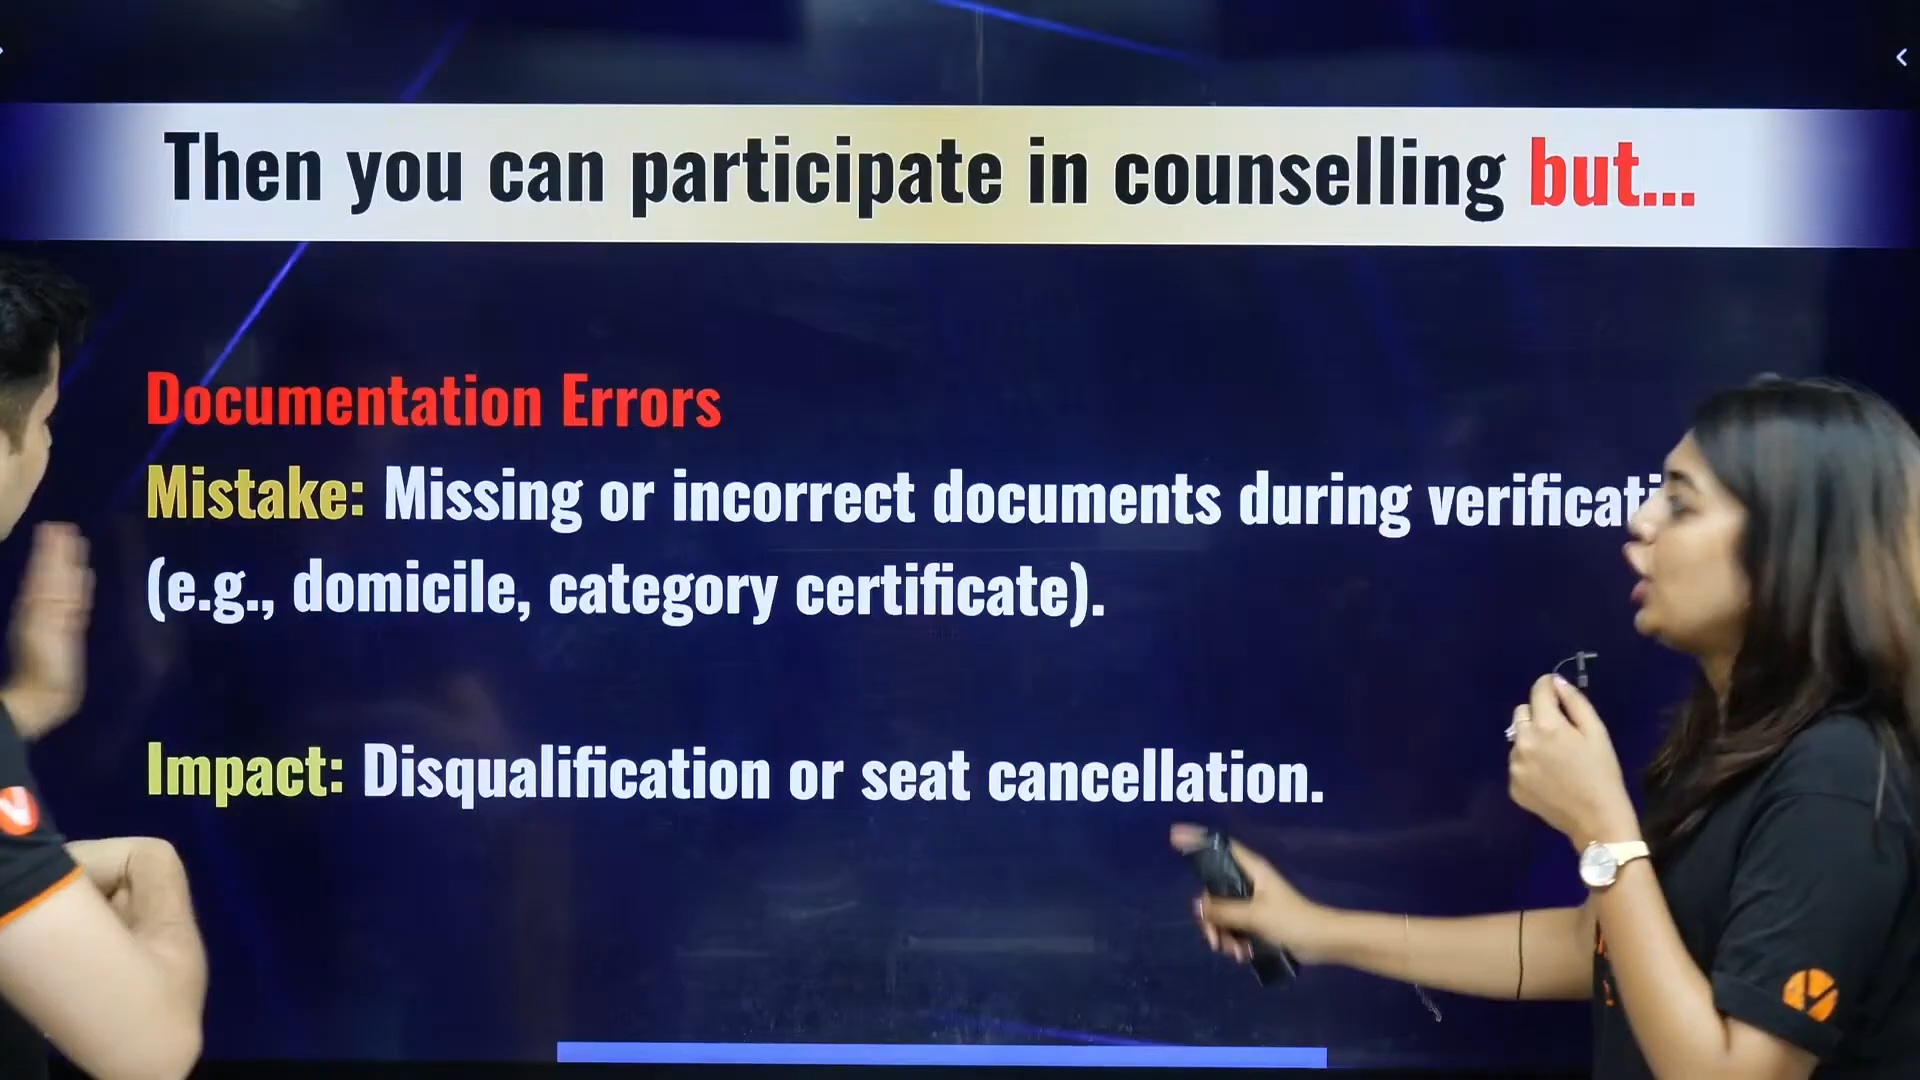 Then you can participate in counselling but...
Documentation Errors
Mistake: Missing or incorrect documents during
(e.g., domicile, category certificate).
Impact: Disqualification or seat cancellation.